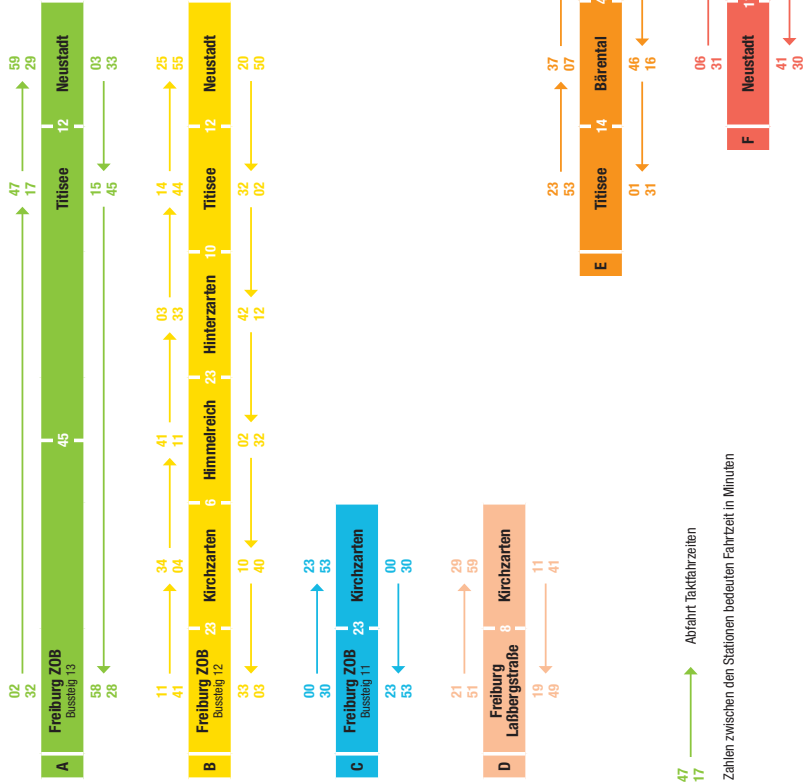 02 47 59
32 17 29
A Freiburg ZOB 45 Titisee 12 Neustadt
Bussteig 13
58 15 03
28 45 33
11 34 41 03 14 25
41 04 11 33 44 55
B Freiburg ZOB 23 Kirchzarten 6 Himmelreich 23 Hinterzarten 10 Titisee 12 Neustadt
Bussteig 12
33 10 02 42 32 20
03 40 32 12 02 50
00 23
30 53
C Freiburg ZOB 23 Kirchzarten
Bussteig 11
23 00
53 30
21 29
51 59
D Freiburg 8 Kirchzarten
Laßbergstraße
19 11
49 41
23 37
53 07
E Titisee 14 Bärental
01 46
31 16
47
17
Abfahrt Taktfahrzeiten
Zahlen zwischen den Stationen bedeuten Fahrtzeit in Minuten
06
31
F Neustadt
41
30